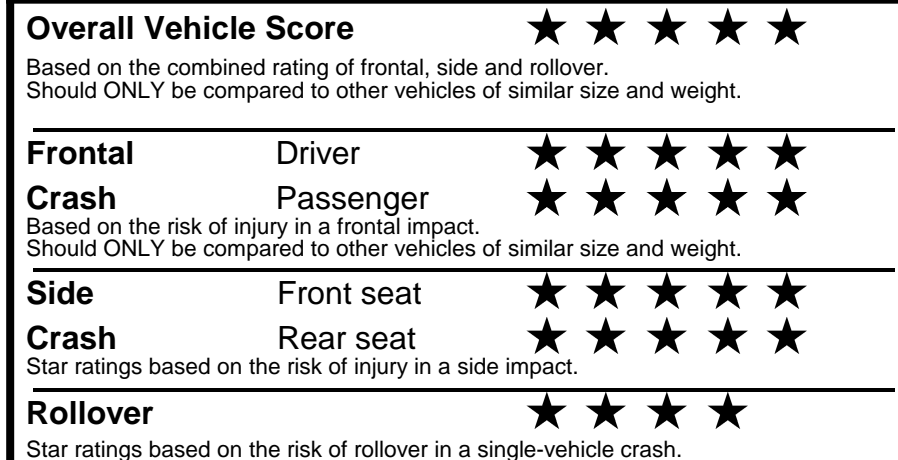 Overall Vehicle Score ★ ★ ★ ★ ★
Based on the combined rating of frontal, side and rollover.
Should ONLY be compared to other vehicles of similar size and weight.
Frontal Driver ★ ★ ★ ★ ★
Crash Passenger ★ ★ ★ ★ ★
Based on the risk of injury in a frontal impact.
Should ONLY be compared to other vehicles of similar size and weight.
Side Front seat ★ ★ ★ ★ ★
Crash Rear seat ★ ★ ★ ★ ★
Star ratings based on the risk of injury in a side impact.
Rollover ★ ★ ★ ★
Star ratings based on the risk of rollover in a single-vehicle crash.